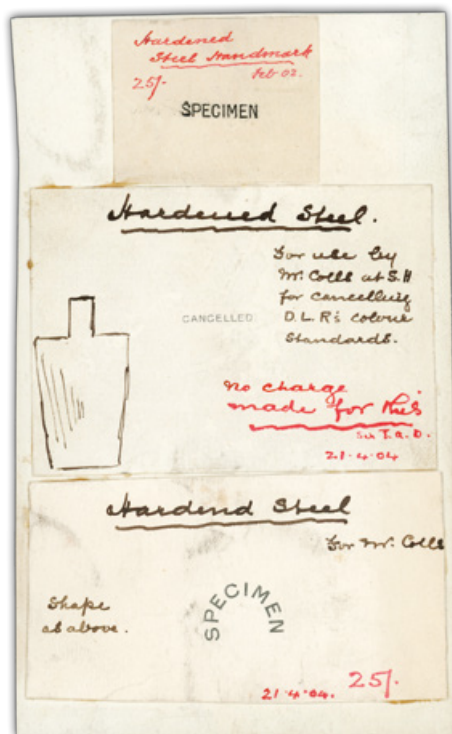 Hardened
Steel Handmark
25/- Feb 02.
SPECIMEN
Hardened Steel.
For use by
Mr. Colls at S.H
for cancelling
D.L.R's colour
Standards.
CANCELLED
No charge
made for this
T.A.D.
21.4.04
Hardend Steel
For Mr. Colls
Shape
as above.
SPECIMEN
21.4.04. 25/.